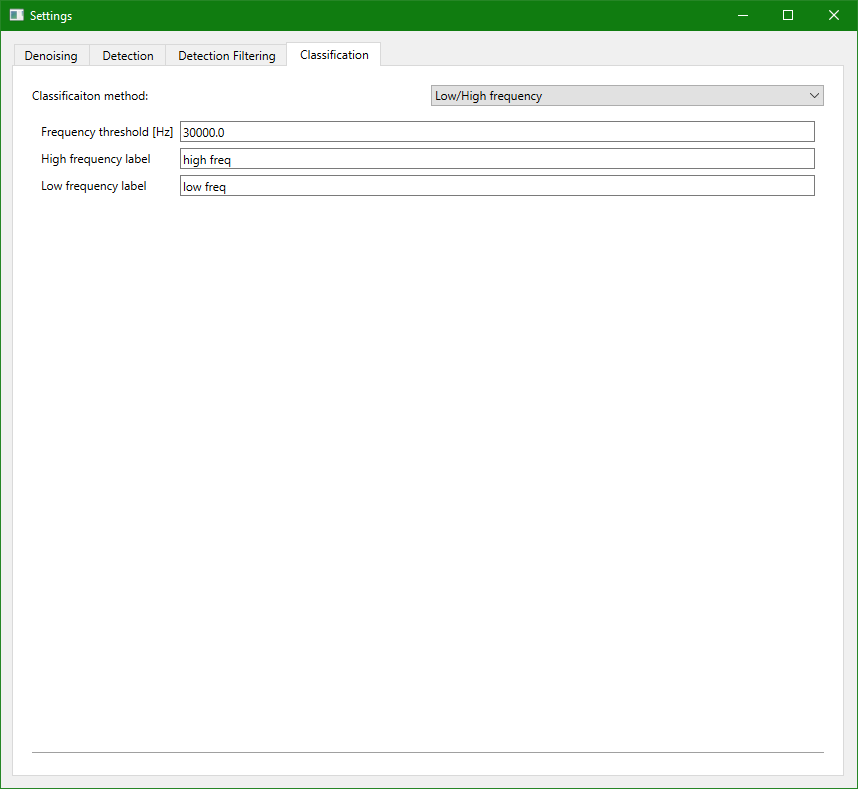 Settings
Denoising Detection Detection Filtering Classification
Classificaiton method: Low/High frequency
Frequency threshold [Hz] 30000.0
High frequency label high freq
Low frequency label low freq